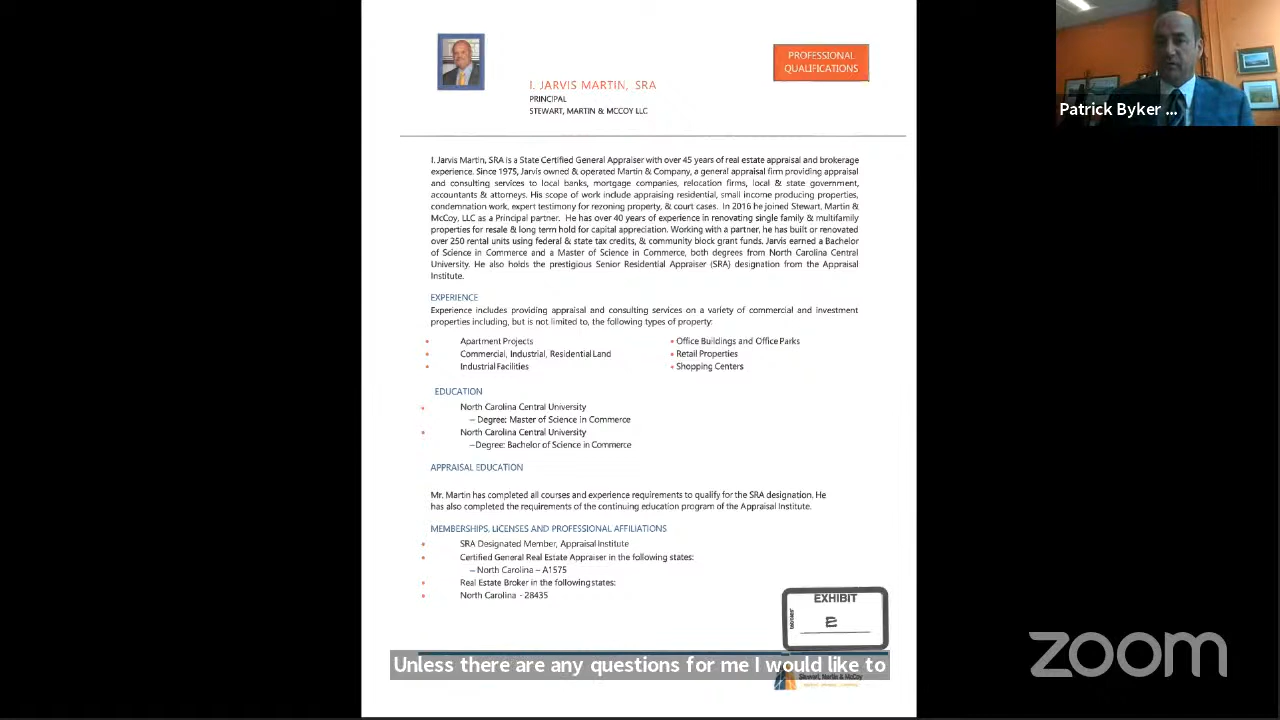 PROFESSIONAL
QUALIFICATIONS
I. JARVIS MARTIN, SRA
PRINCIPAL
STEWART, MARTIN & MCCOY LLC
Patrick Byker ...
I. Jarvis Martin, SRA is a State Certified General Appraiser with over 45 years of real estate appraisal and brokerage
experience. Since 1975, Jarvis owned & operated Martin & Company, a general appraisal firm providing appraisal
and consulting services to local banks, mortgage companies, relocation firms, local & state government,
accountants & attorneys. His scope of work include appraising residential, small income producing properties,
condemnation work, expert testimony for rezoning property, & court cases. In 2016 he joined Stewart, Martin &
McCoy, LLC as a Principal partner. He has over 40 years of experience in renovating single family & multifamily
properties for resale & long term hold for capital appreciation. Working with a partner, he has built or renovated
over 250 rental units using federal & state tax credits, & community block grant funds. Jarvis earned a Bachelor
of Science in Commerce and a Master of Science in Commerce, both degrees from North Carolina Central
University. He also holds the prestigious Senior Residential Appraiser (SRA) designation from the Appraisal
Institute.
EXPERIENCE
Experience includes providing appraisal and consulting services on a variety of commercial and investment
properties including, but is not limited to, the following types of property:
• Apartment Projects
• Commercial, Industrial, Residential Land
• Industrial Facilities
• Office Buildings and Office Parks
• Retail Properties
• Shopping Centers
EDUCATION
• North Carolina Central University
– Degree: Master of Science in Commerce
• North Carolina Central University
– Degree: Bachelor of Science in Commerce
APPRAISAL EDUCATION
Mr. Martin has completed all courses and experience requirements to qualify for the SRA designation. He
has also completed the requirements of the continuing education program of the Appraisal Institute.
MEMBERSHIPS, LICENSES AND PROFESSIONAL AFFILIATIONS
• SRA Designated Member, Appraisal Institute
• Certified General Real Estate Appraiser in the following states:
– North Carolina – A1575
• Real Estate Broker in the following states:
• North Carolina - 28435
EXHIBIT
E
Unless there are any questions for me I would like to
Stewart, Martin & McCoy
zoom